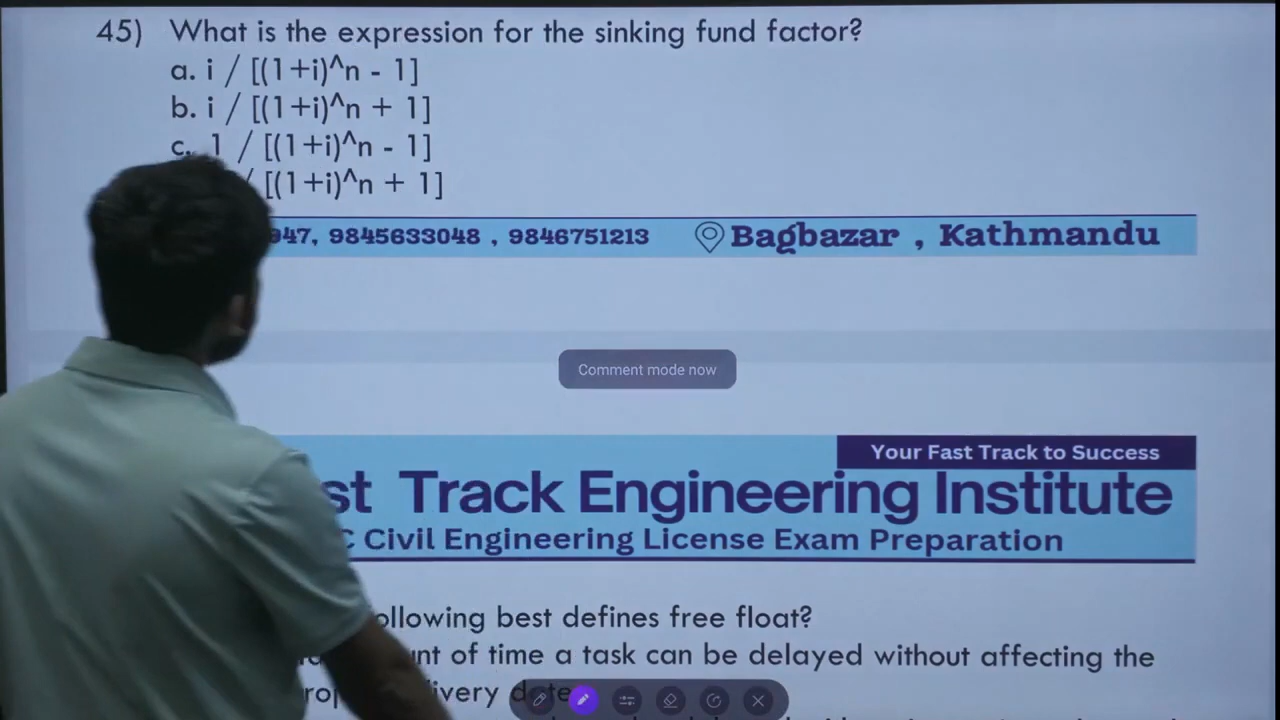 45) What is the expression for the sinking fund factor?
a. i / [(1+i)^n - 1]
b. i / [(1+i)^n + 1]
c. 1 / [(1+i)^n - 1]
/ [(1+i)^n + 1]
947, 9845633048 , 9846751213 Bagbazar , Kathmandu
Comment mode now
Your Fast Track to Success
st Track Engineering Institute
C Civil Engineering License Exam Preparation
ollowing best defines free float?
nt of time a task can be delayed without affecting the